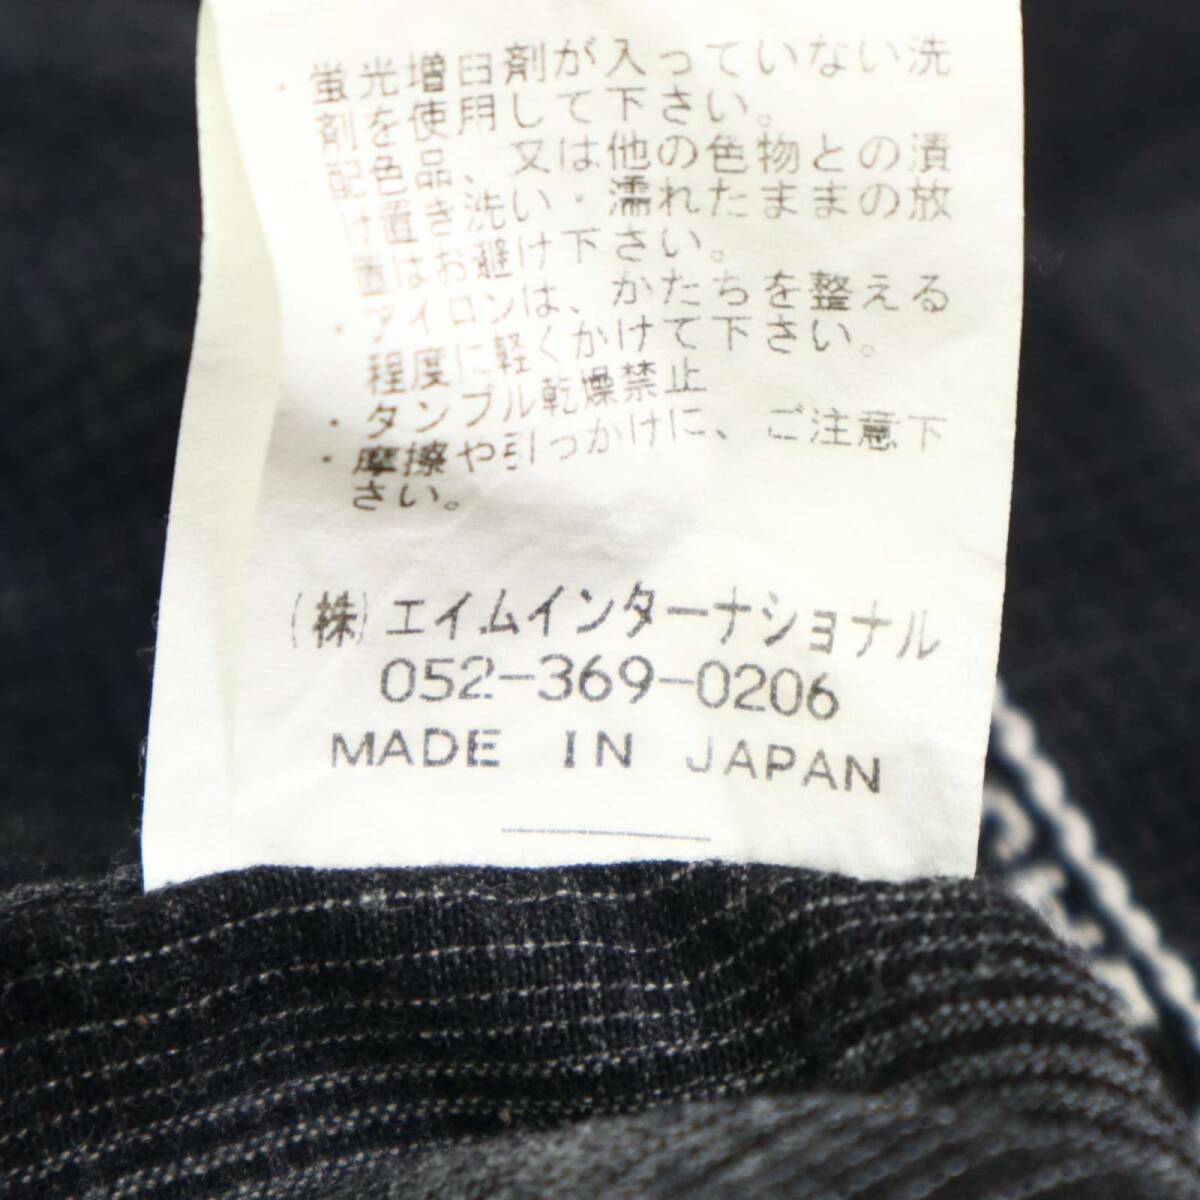 ・蛍光増白剤が入っていない洗
剤を使用して下さい。
配色品、又は他の色物との漬
け置き洗い・濡れたままの放
置はお避け下さい。
・アイロンは、かたちを整える
程度に軽くかけて下さい。
・タンブル乾燥禁止
・摩擦や引っかけに、ご注意下
さい。
(株)エイムインターナショナル
052-369-0206
MADE IN JAPAN